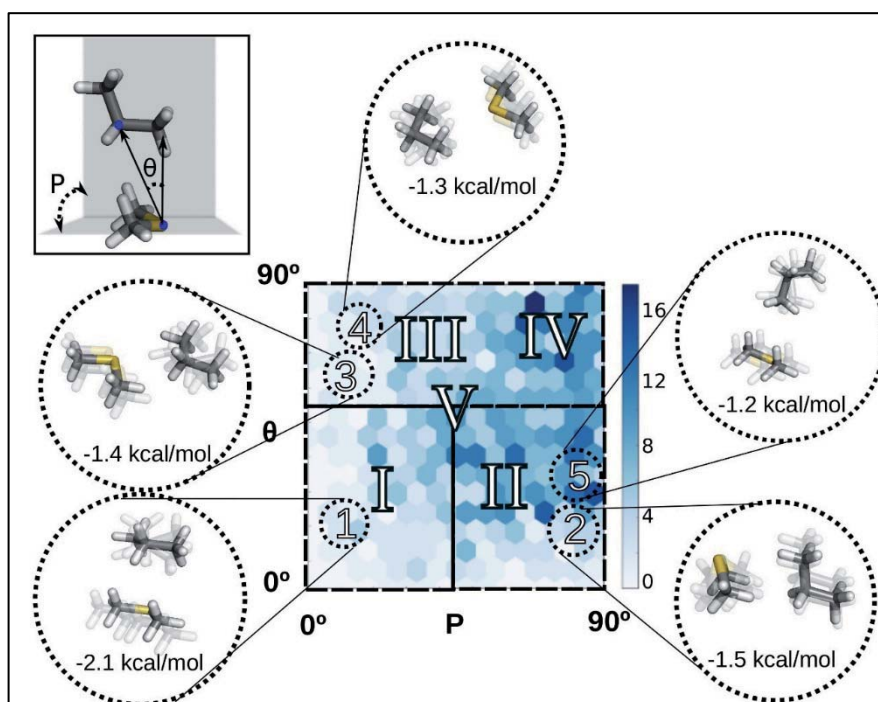 P
θ
-1.3 kcal/mol
90º
16
4
III
IV
3
12
V
-1.2 kcal/mol
-1.4 kcal/mol
θ
8
I
II
5
1
4
2
0º
0
-2.1 kcal/mol
0º
P
90º
-1.5 kcal/mol